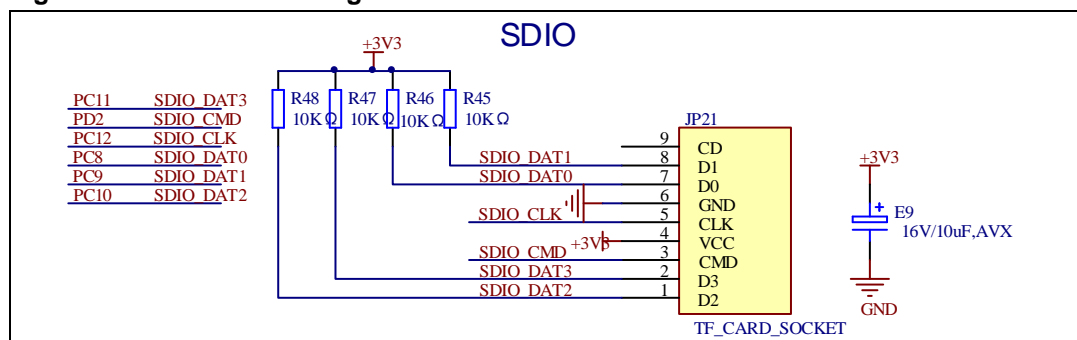 SDIO
+3V3
R48 R47 R46 R45
10KΩ 10KΩ 10KΩ 10KΩ
PC11 SDIO_DAT3
PD2 SDIO_CMD
PC12 SDIO_CLK
PC8 SDIO_DAT0
PC9 SDIO_DAT1
PC10 SDIO_DAT2
JP21
9 CD
SDIO_DAT1 8 D1
SDIO_DAT0 7 D0
6 GND
SDIO_CLK 5 CLK
+3V3 4 VCC
SDIO_CMD 3 CMD
SDIO_DAT3 2 D3
SDIO_DAT2 1 D2
TF_CARD_SOCKET
+3V3
+
E9
16V/10uF,AVX
GND